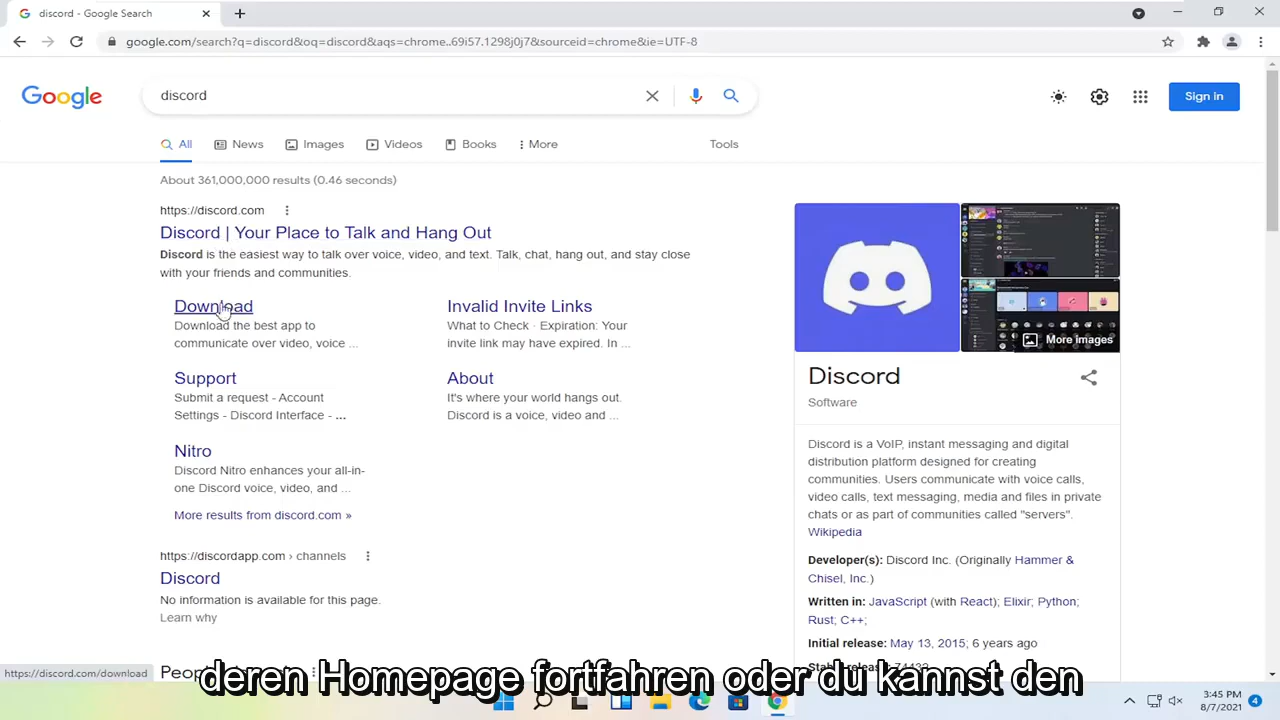 discord - Google Search
google.com/search?q=discord&oq=discord&aqs=chrome..69i57.1298j0j7&sourceid=chrome&ie=UTF-8
Google
discord
Sign in
All
News
Images
Videos
Books
More
Tools
About 361,000,000 results (0.46 seconds)
https://discord.com
Discord | Your Place to Talk and Hang Out
Discord is the easiest way to talk over voice, video, and text. Talk, chat, hang out, and stay close
with your friends and communities.
Download
Download the best app to
communicate over video, voice ...
Invalid Invite Links
What to Check · Expiration: Your
invite link may have expired. In ...
Support
Submit a request - Account
Settings - Discord Interface - ...
About
It's where your world hangs out.
Discord is a voice, video and ...
Nitro
Discord Nitro enhances your all-in-
one Discord voice, video, and ...
More results from discord.com »
https://discordapp.com › channels
Discord
No information is available for this page.
Learn why
More images
Discord
Software
Discord is a VoIP, instant messaging and digital
distribution platform designed for creating
communities. Users communicate with voice calls,
video calls, text messaging, media and files in private
chats or as part of communities called "servers".
Wikipedia
Developer(s): Discord Inc. (Originally Hammer &
Chisel, Inc.)
Written in: JavaScript (with React); Elixir; Python;
Rust; C++;
Initial release: May 13, 2015; 6 years ago
https://discord.com/download
deren Homepage fortfahren oder du kannst den
3:45 PM
8/7/2021
4